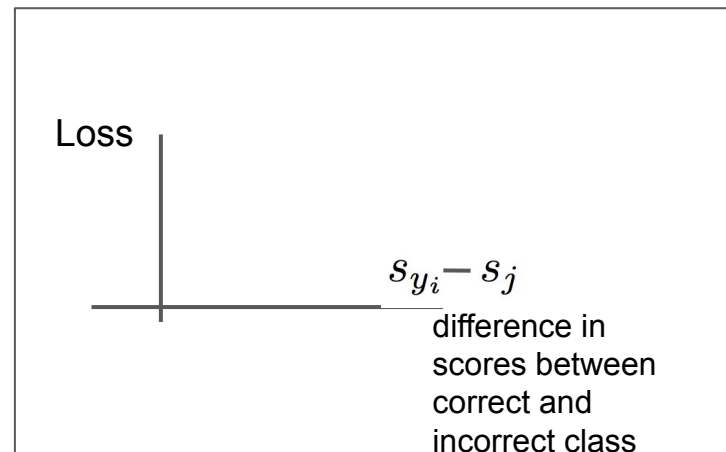 Loss
s_{y_i} − s_j
difference in
scores between
correct and
incorrect class